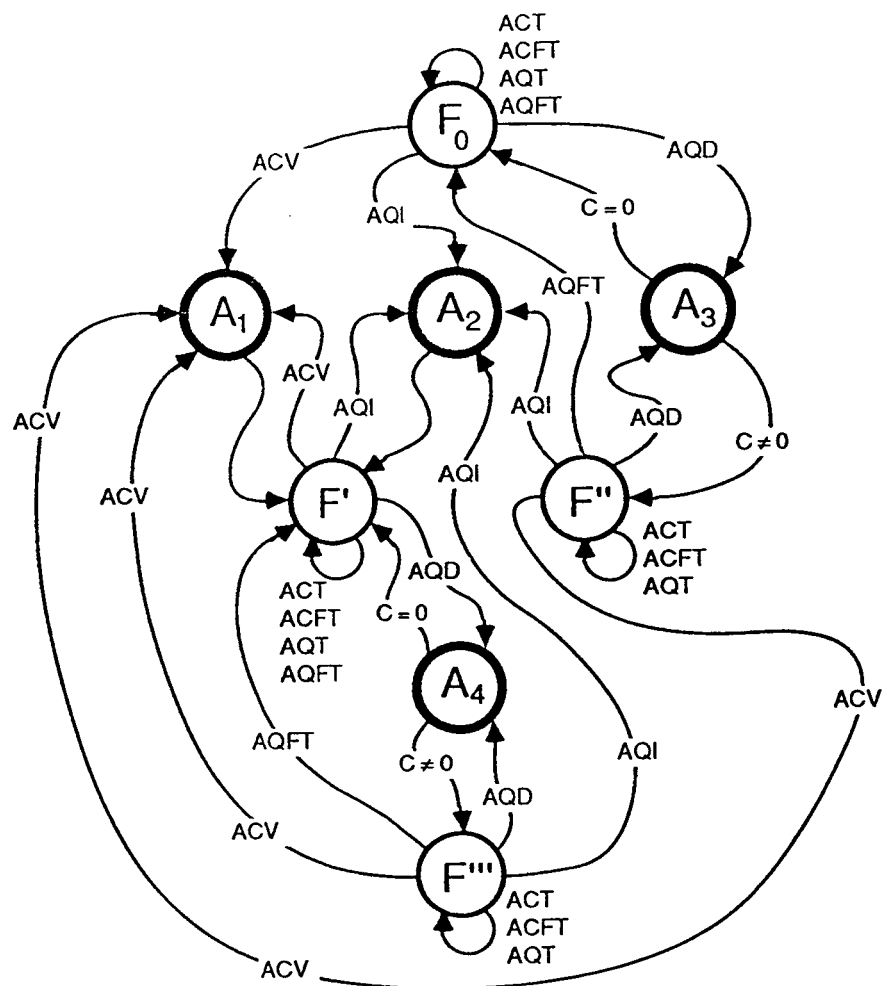 ACT
ACFT
AQT
AQFT
F0
ACV
AQD
AQI
C = 0
AQFT
A1
A2
A3
ACV
AQI
AQI
AQD
ACV
C ≠ 0
ACV
AQI
F'
F''
ACT
ACFT
AQT
AQD
ACT
ACFT
AQT
AQFT
C = 0
A4
ACV
AQFT
C ≠ 0
AQI
AQD
ACV
F'''
ACT
ACFT
AQT
ACV